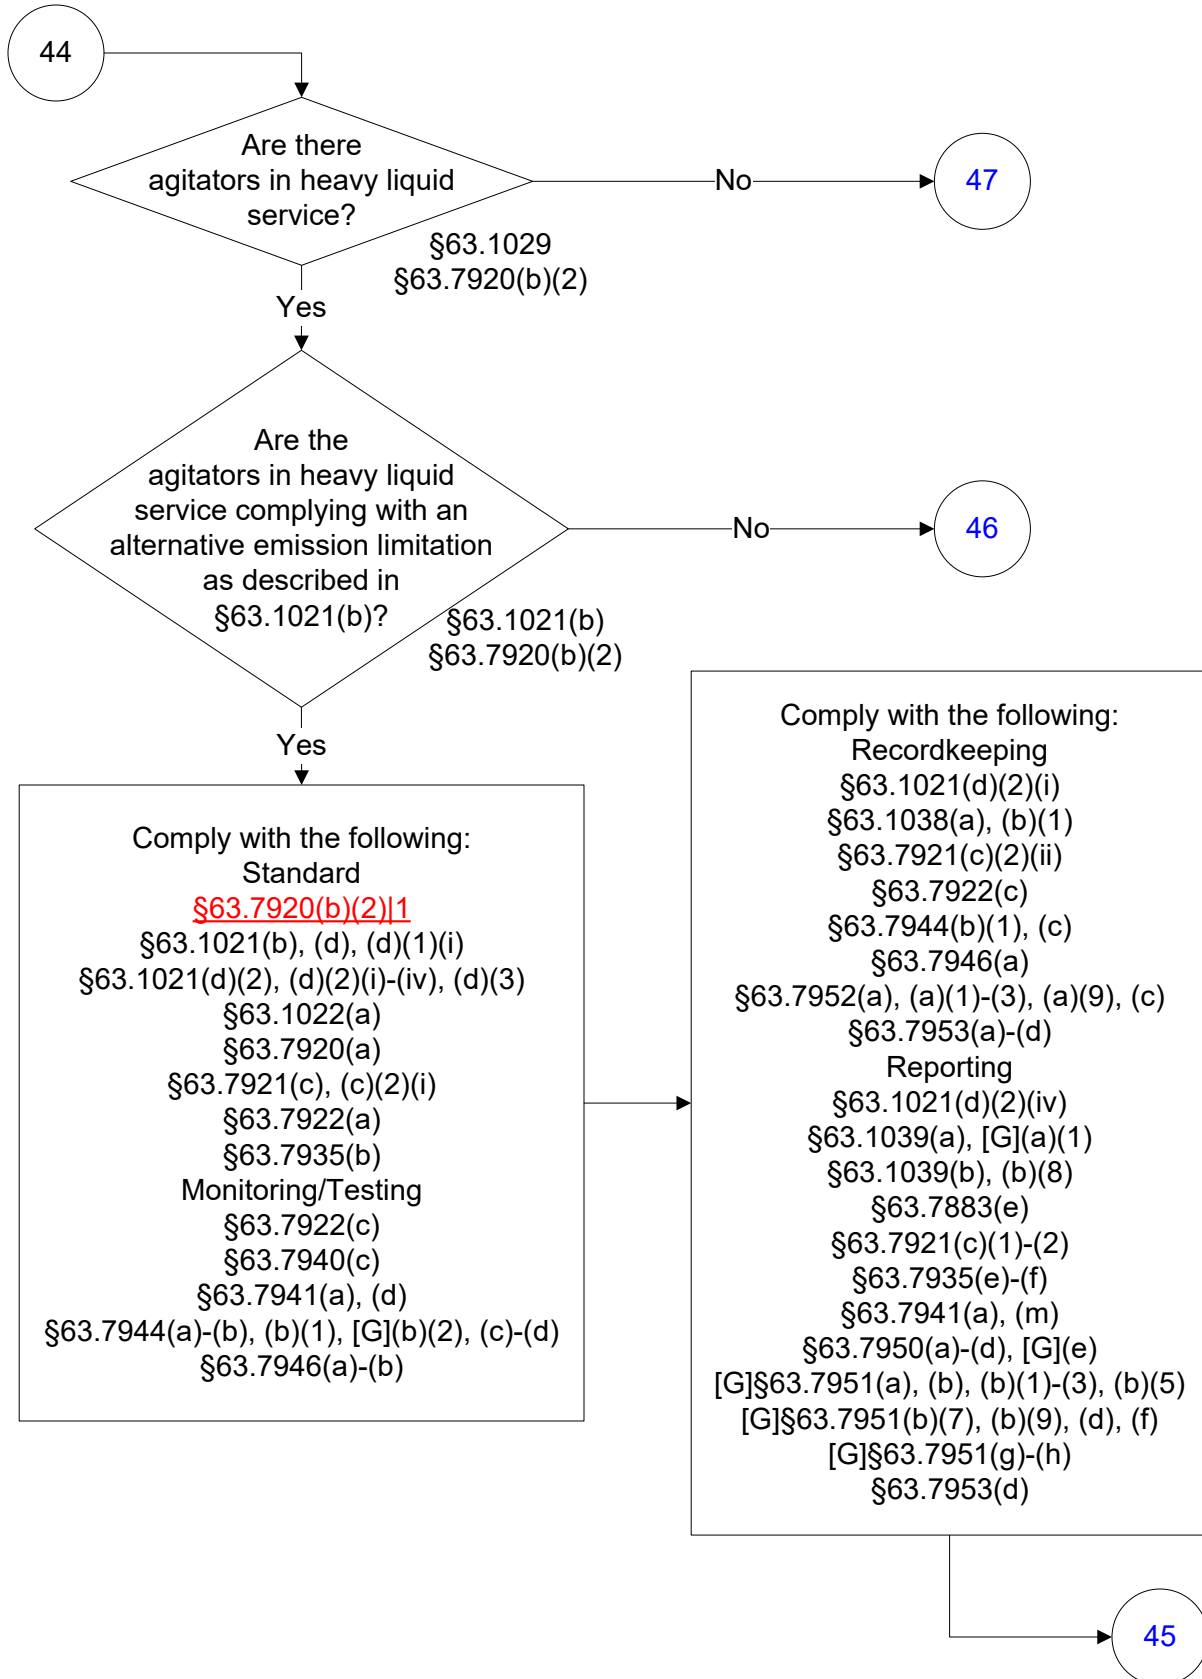 44
Are there
agitators in heavy liquid
service?
No
47
§63.1029
§63.7920(b)(2)
Yes
Are the
agitators in heavy liquid
service complying with an
alternative emission limitation
as described in
§63.1021(b)?
No
46
§63.1021(b)
§63.7920(b)(2)
Yes
Comply with the following:
Standard
§63.7920(b)(2)|1
§63.1021(b), (d), (d)(1)(i)
§63.1021(d)(2), (d)(2)(i)-(iv), (d)(3)
§63.1022(a)
§63.7920(a)
§63.7921(c), (c)(2)(i)
§63.7922(a)
§63.7935(b)
Monitoring/Testing
§63.7922(c)
§63.7940(c)
§63.7941(a), (d)
§63.7944(a)-(b), (b)(1), [G](b)(2), (c)-(d)
§63.7946(a)-(b)
Comply with the following:
Recordkeeping
§63.1021(d)(2)(i)
§63.1038(a), (b)(1)
§63.7921(c)(2)(ii)
§63.7922(c)
§63.7944(b)(1), (c)
§63.7946(a)
§63.7952(a), (a)(1)-(3), (a)(9), (c)
§63.7953(a)-(d)
Reporting
§63.1021(d)(2)(iv)
§63.1039(a), [G](a)(1)
§63.1039(b), (b)(8)
§63.7883(e)
§63.7921(c)(1)-(2)
§63.7935(e)-(f)
§63.7941(a), (m)
§63.7950(a)-(d), [G](e)
[G]§63.7951(a), (b), (b)(1)-(3), (b)(5)
[G]§63.7951(b)(7), (b)(9), (d), (f)
[G]§63.7951(g)-(h)
§63.7953(d)
45